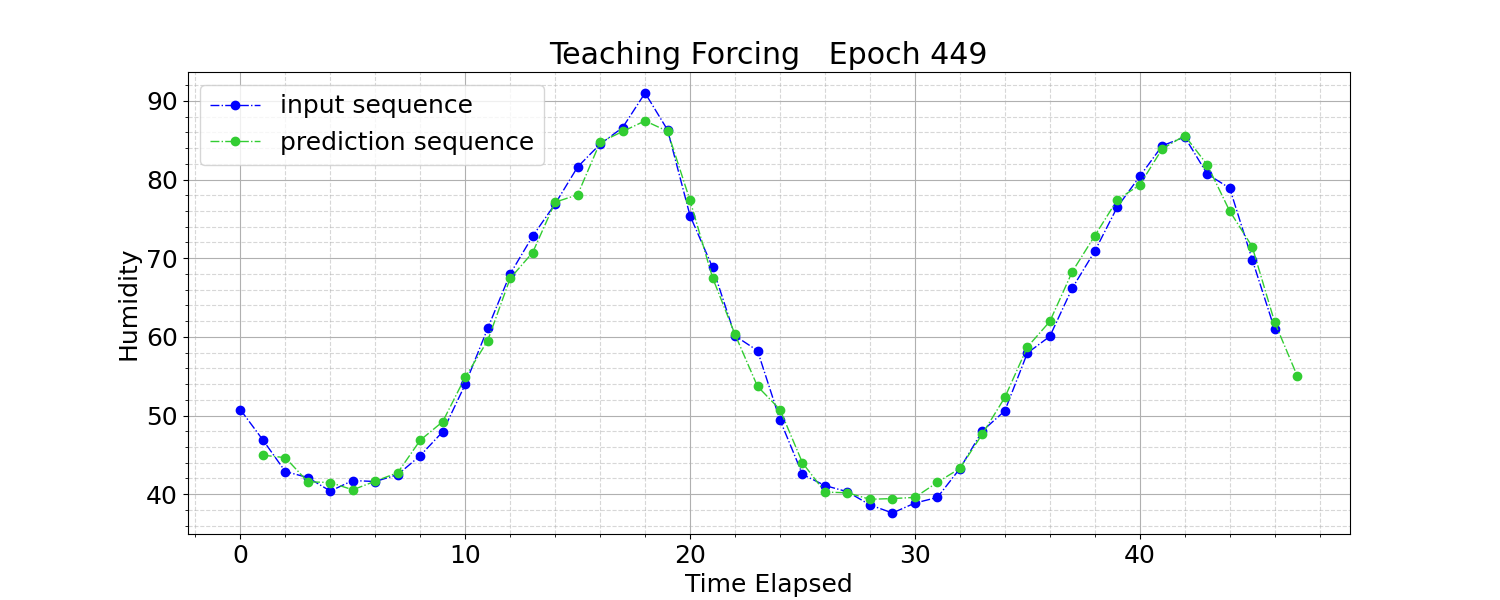 Teaching Forcing   Epoch 449
input sequence
prediction sequence
Humidity
90
80
70
60
50
40
0 10 20 30 40
Time Elapsed